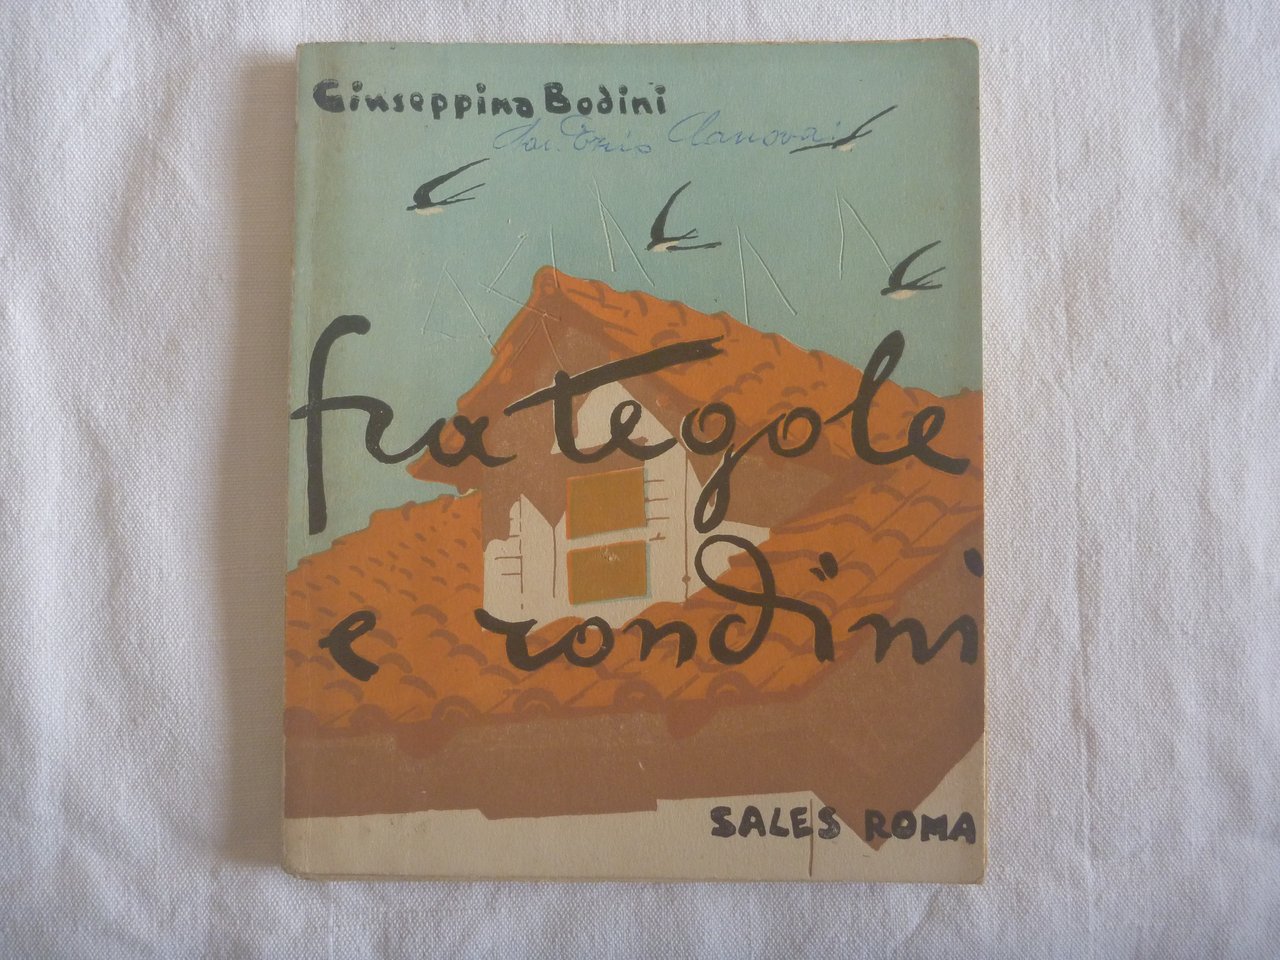 Giuseppina Bodini
fra tegole
e rondini
SALES ROMA